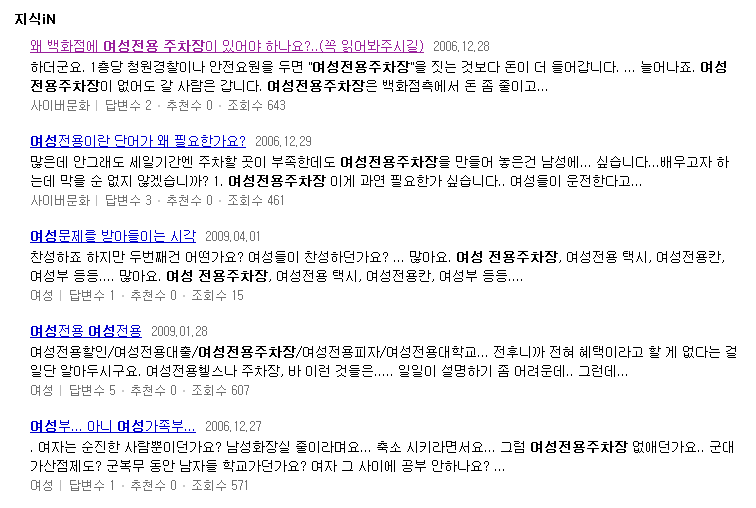 지식iN
왜 백화점에 여성전용 주차장이 있어야 하나요?..(꼭 읽어봐주시길) 2006.12.28
하더군요. 1층당 청원경찰이나 안전요원을 두면 "여성전용주차장"을 짓는 것보다 돈이 더 들어갑니다. ... 늘어나죠. 여성
전용주차장이 없어도 갈 사람은 갑니다. 여성전용주차장은 백화점측에서 돈 좀 줄이고...
사이버문화 | 답변수 2 · 추천수 0 · 조회수 643
여성전용이란 단어가 왜 필요한가요? 2006.12.29
많은데 안그래도 세일기간엔 주차할 곳이 부족한데도 여성전용주차장을 만들어 놓은건 남성에... 싶습니다...배우고자 하
는데 막을 순 없지 않겠습니까? 1. 여성전용주차장 이게 과연 필요한가 싶습니다.. 여성들이 운전한다고...
사이버문화 | 답변수 3 · 추천수 0 · 조회수 461
여성문제를 받아들이는 시각 2009.04.01
찬성하죠 하지만 두번째건 어떤가요? 여성들이 찬성하던가요? ... 많아요. 여성 전용주차장, 여성전용 택시, 여성전용칸,
여성부 등등.... 많아요. 여성 전용주차장, 여성전용 택시, 여성전용칸, 여성부 등등....
여성 | 답변수 1 · 추천수 0 · 조회수 15
여성전용 여성전용 2009.01.28
여성전용할인/여성전용대출/여성전용주차장/여성전용피자/여성전용대학교... 전후니까 전혀 혜택이라고 할 게 없다는 걸
일단 알아두시구요. 여성전용헬스나 주차장, 바 이런 것들은..... 일일이 설명하기 좀 어려운데.. 그런데...
여성 | 답변수 5 · 추천수 0 · 조회수 607
여성부... 아니 여성가족부... 2006.12.27
. 여자는 순진한 사람뿐이던가요? 남성화장실 줄이라며요... 축소 시키라면서요... 그럼 여성전용주차장 없애던가요.. 군대
가산점제도? 군복무 동안 남자들 학교가던가요? 여자 그 사이에 공부 안하나요? ...
여성 | 답변수 1 · 추천수 0 · 조회수 571